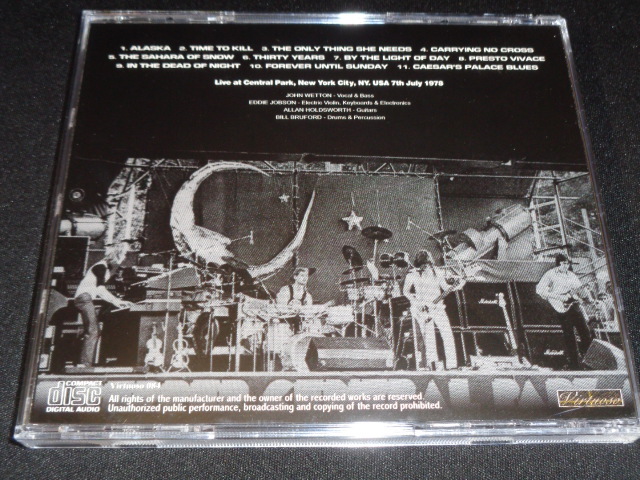 1. ALASKA 2. TIME TO KILL 3. THE ONLY THING SHE NEEDS 4. CARRYING NO CROSS
5. THE SAHARA OF SNOW 6. THIRTY YEARS 7. BY THE LIGHT OF DAY 8. PRESTO VIVACE
9. IN THE DEAD OF NIGHT 10. FOREVER UNTIL SUNDAY 11. CAESAR'S PALACE BLUES
Live at Central Park, New York City, NY. USA 7th July 1978
JOHN WETTON - Vocal & Bass
EDDIE JOBSON - Electric Violin, Keyboards & Electronics
ALLAN HOLDSWORTH - Guitars
BILL BRUFORD - Drums & Percussion
Marshall
Marshall
COMPACT
disc
DIGITAL AUDIO
Virtuoso 084
All rights of the manufacturer and the owner of the recorded works are reserved.
Unauthorized public performance, broadcasting and copying of the record prohibited.
Virtuoso